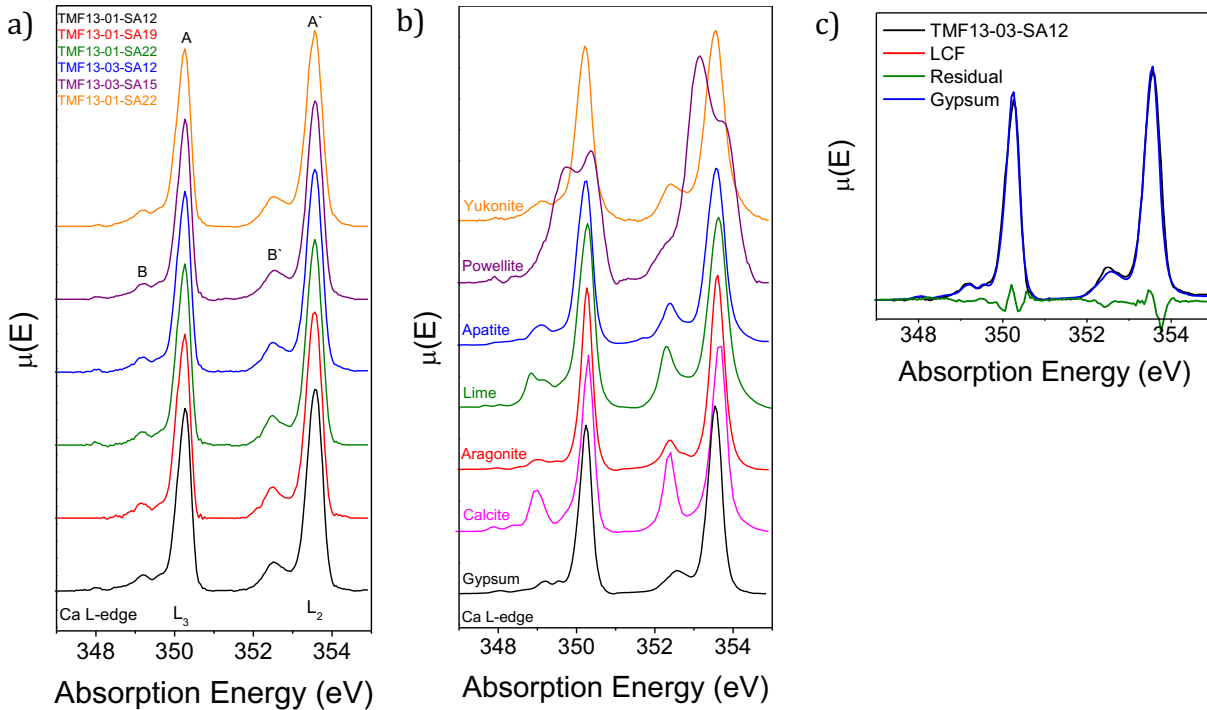 a)
TMF13-01-SA12
TMF13-01-SA19
TMF13-01-SA22
TMF13-03-SA12
TMF13-03-SA15
TMF13-01-SA22
A
A`
B
B`
μ(E)
Ca L-edge
L3
L2
348 350 352 354
Absorption Energy (eV)
b)
Yukonite
Powellite
Apatite
Lime
Aragonite
Calcite
Gypsum
μ(E)
Ca L-edge
348 350 352 354
Absorption Energy (eV)
c)
TMF13-03-SA12
LCF
Residual
Gypsum
μ(E)
348 350 352 354
Absorption Energy (eV)